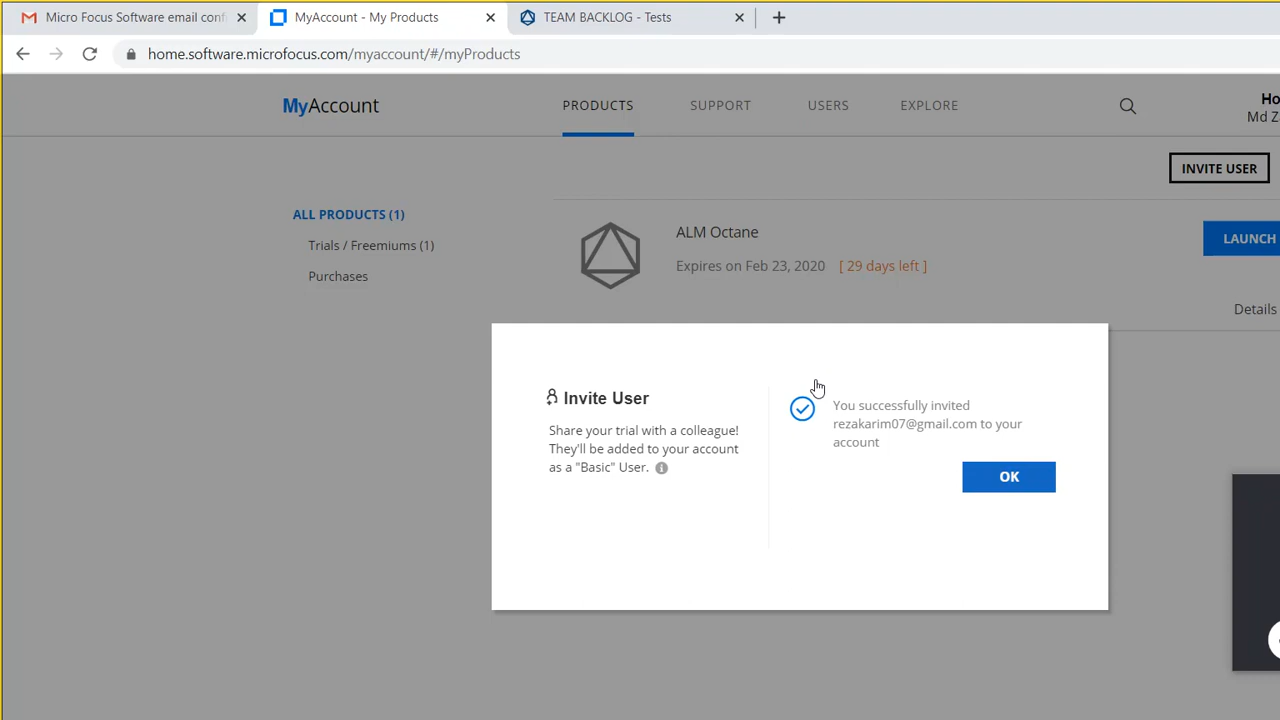 Micro Focus Software email conf
MyAccount - My Products
TEAM BACKLOG - Tests
home.software.microfocus.com/myaccount/#/myProducts
MyAccount
PRODUCTS
SUPPORT
USERS
EXPLORE
Ho
Md Z
INVITE USER
ALL PRODUCTS (1)
Trials / Freemiums (1)
Purchases
ALM Octane
Expires on Feb 23, 2020 [ 29 days left ]
LAUNCH
Details
Invite User
Share your trial with a colleague!
They'll be added to your account
as a "Basic" User.
You successfully invited
rezakarim07@gmail.com to your
account
OK